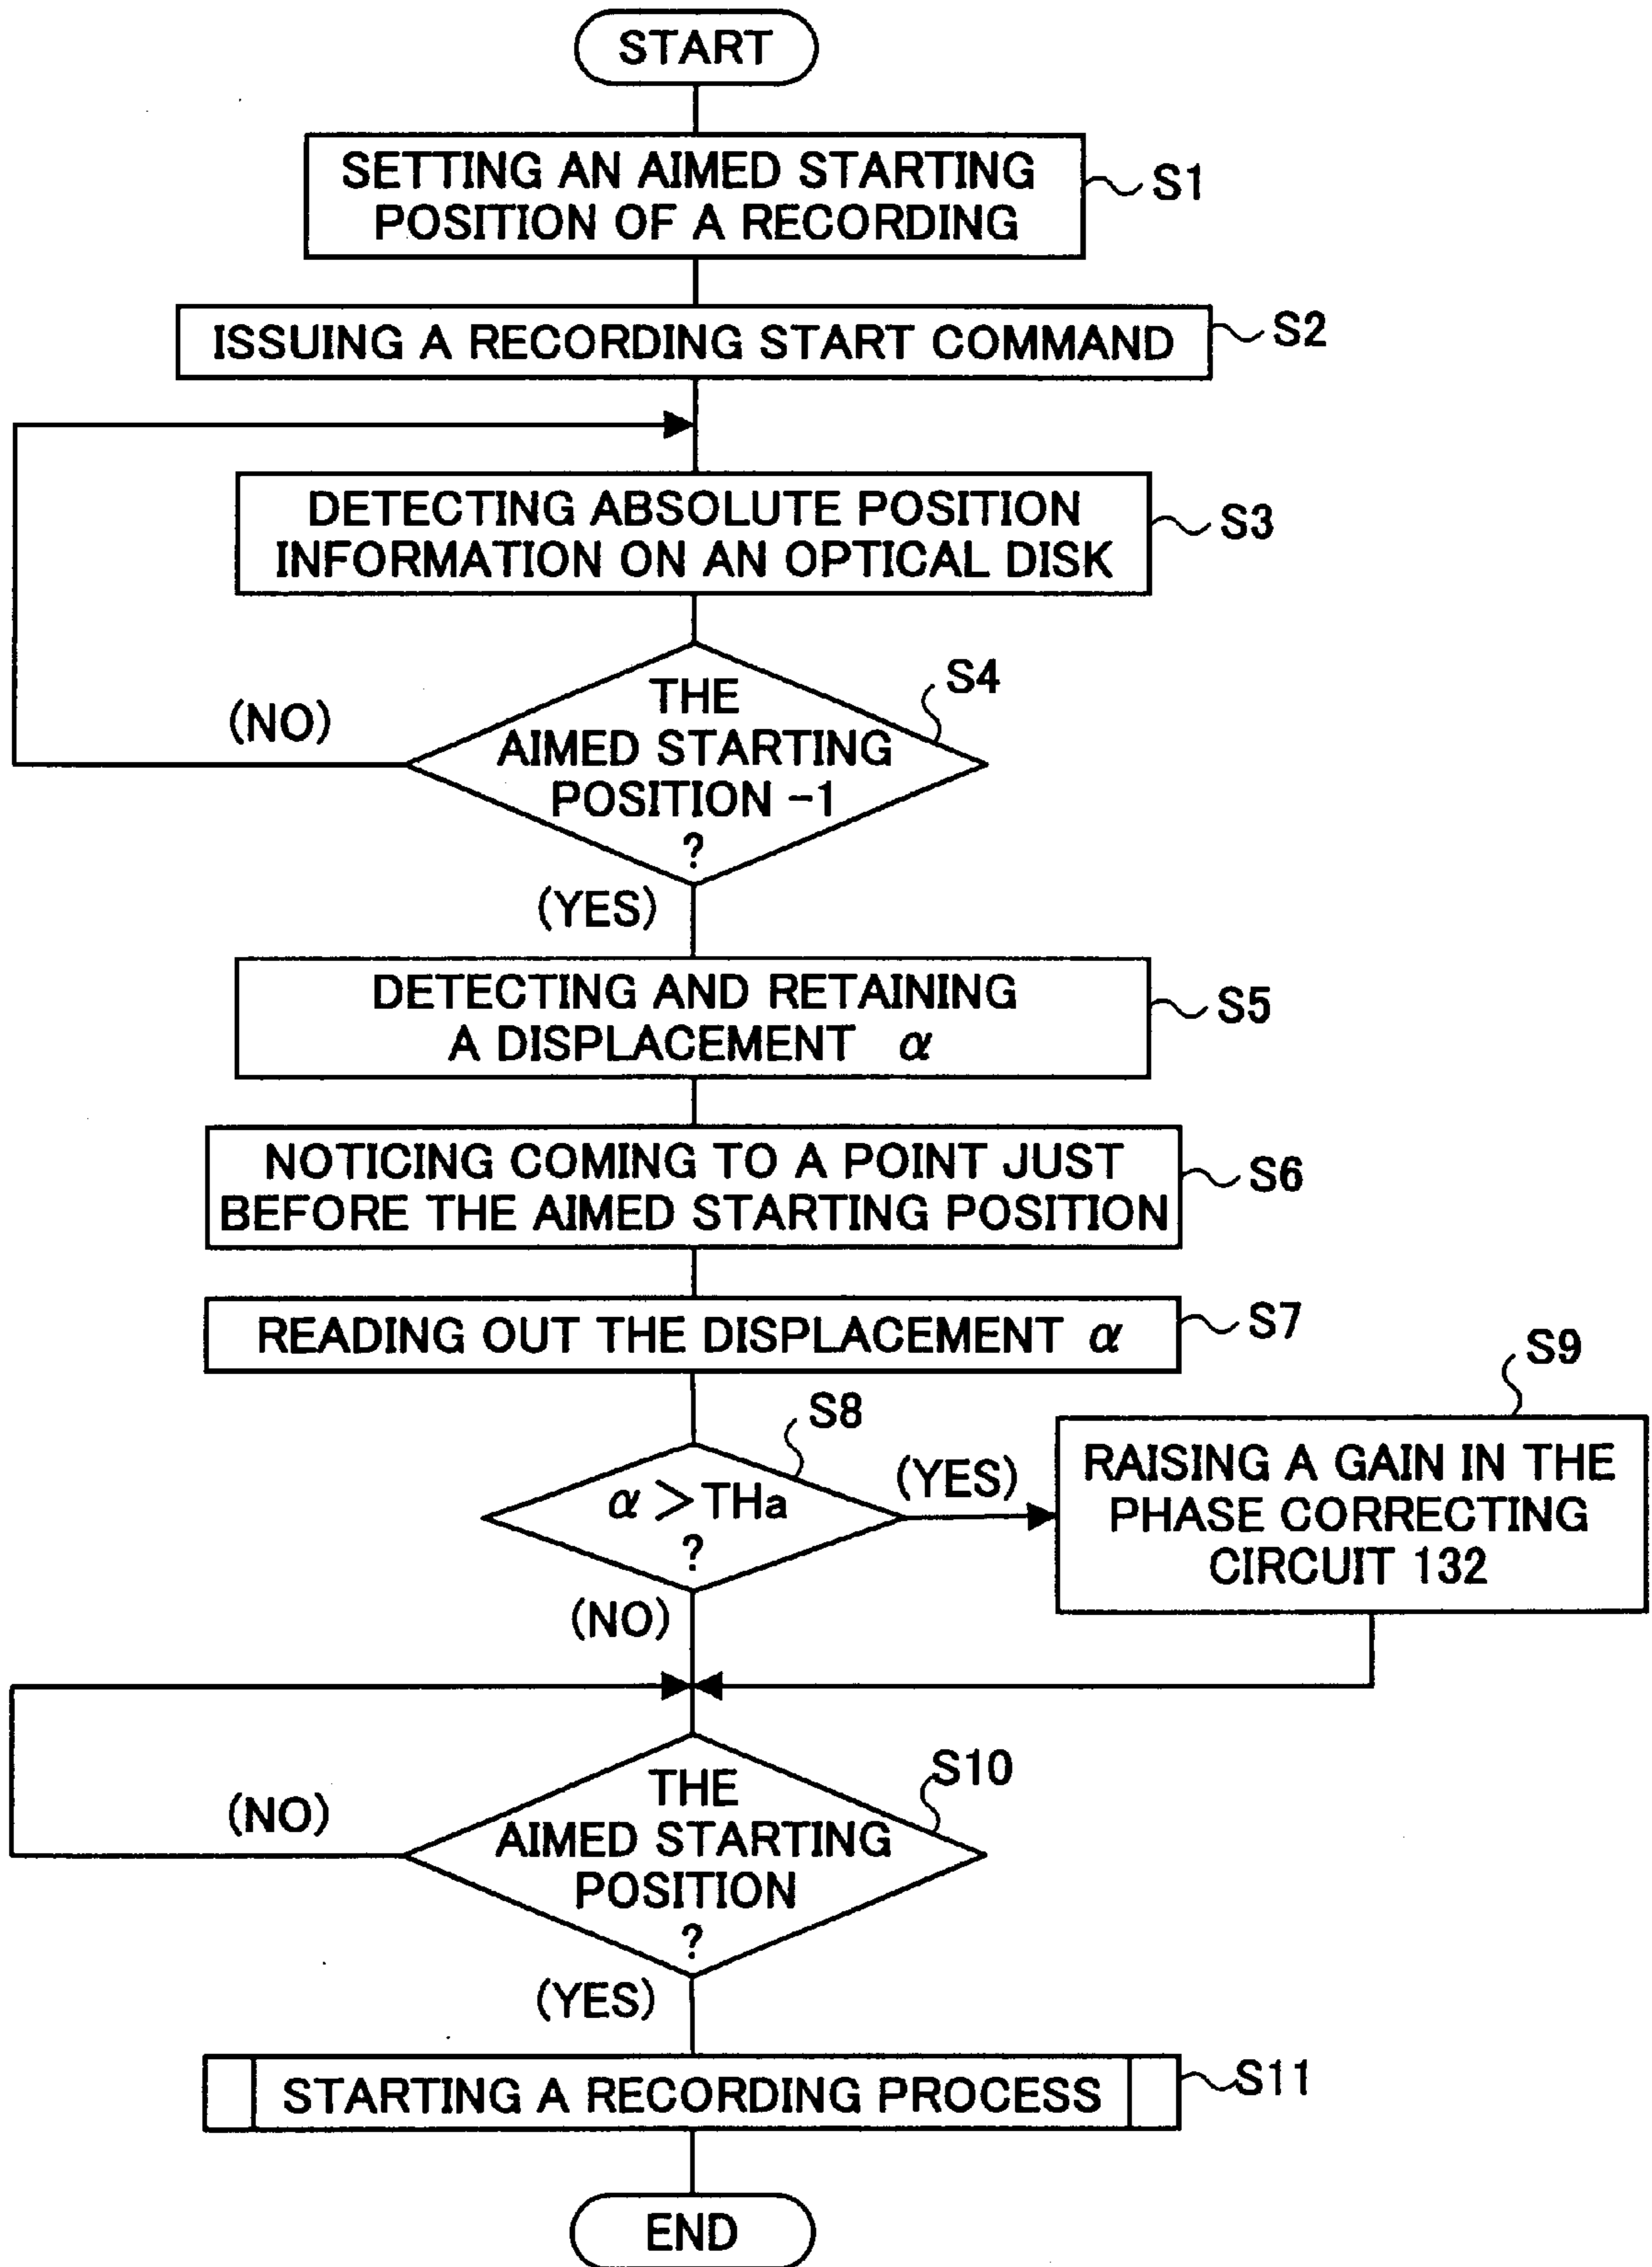 START
SETTING AN AIMED STARTING
POSITION OF A RECORDING
S1
ISSUING A RECORDING START COMMAND
S2
DETECTING ABSOLUTE POSITION
INFORMATION ON AN OPTICAL DISK
S3
THE
AIMED STARTING
POSITION -1
?
S4
(NO)
(YES)
DETECTING AND RETAINING
A DISPLACEMENT α
S5
NOTICING COMING TO A POINT JUST
BEFORE THE AIMED STARTING POSITION
S6
READING OUT THE DISPLACEMENT α
S7
α > THa
?
S8
(YES)
(NO)
RAISING A GAIN IN THE
PHASE CORRECTING
CIRCUIT 132
S9
THE
AIMED STARTING
POSITION
?
S10
(NO)
(YES)
STARTING A RECORDING PROCESS
S11
END